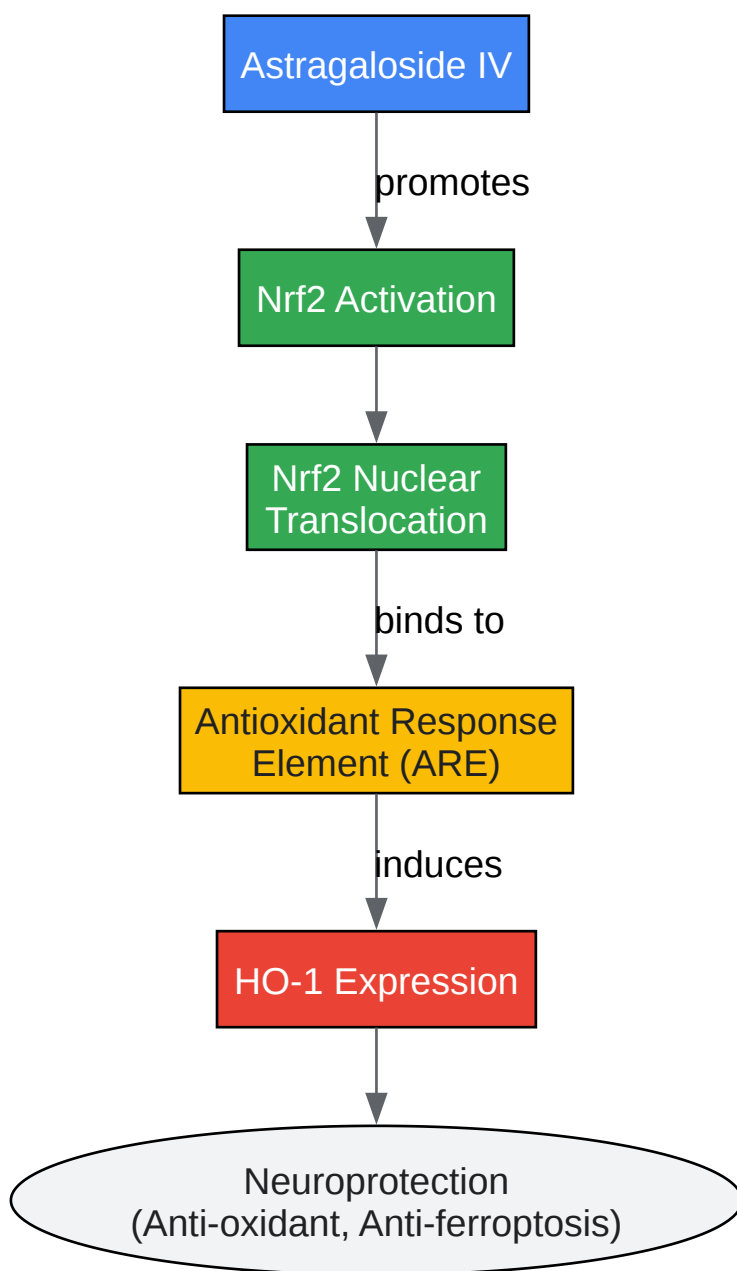 Astragaloside IV
promotes
Nrf2 Activation
Nrf2 Nuclear
Translocation
binds to
Antioxidant Response
Element (ARE)
induces
HO-1 Expression
Neuroprotection
(Anti-oxidant, Anti-ferroptosis)